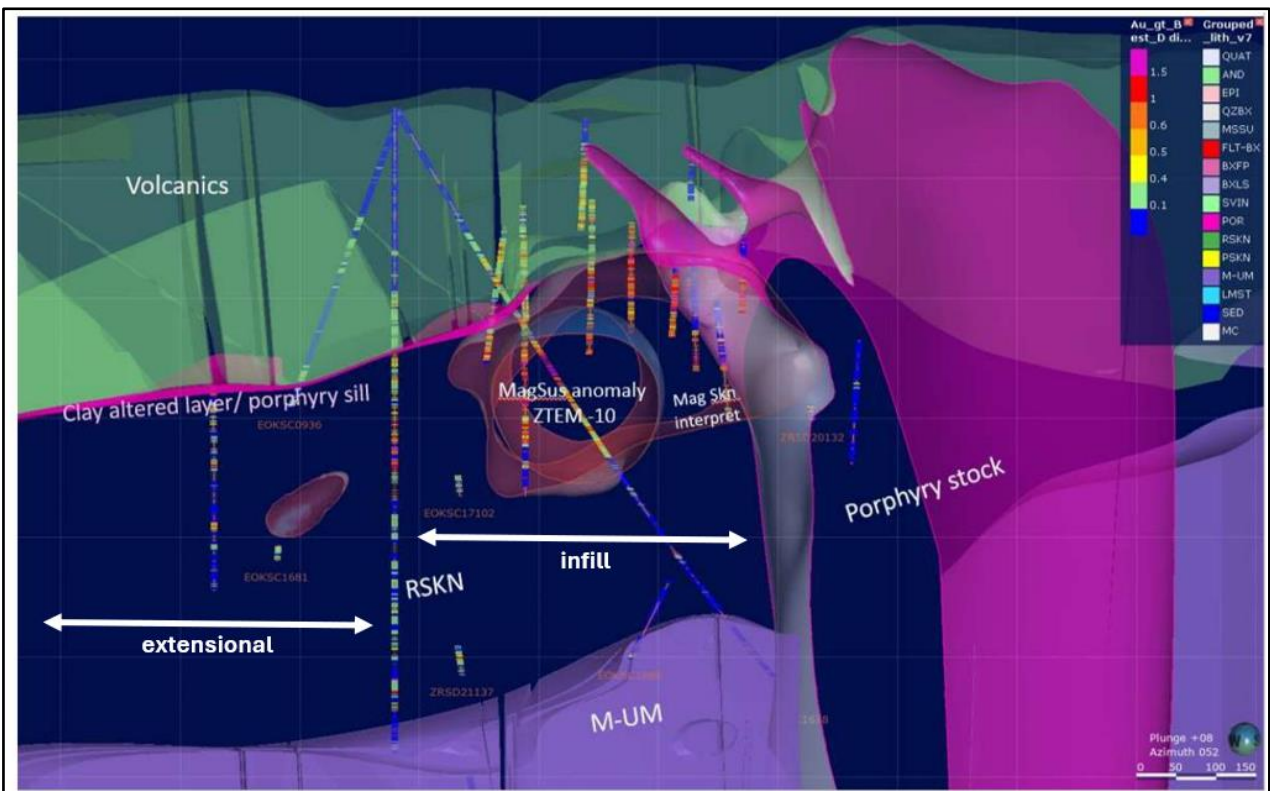 Au_gt_B
est_D di...
1.5
1
0.6
0.5
0.4
0.1
Grouped
_lith_v7
QUAT
AND
EPI
QZBX
MSSU
FLT-BX
BXFP
BXLS
SVIN
POR
RSKN
PSKN
M-UM
LMST
SED
MC
Volcanics
Clay altered layer/ porphyry sill
EOKSC0936
MagSus anomaly
ZTEM -10
Mag Skn
interpret
ZRSD20132
Porphyry stock
EOKSC17102
infill
EOKSC1681
RSKN
extensional
ZRSD21137
M-UM
Plunge +08
Azimuth 052
0 50 100 150